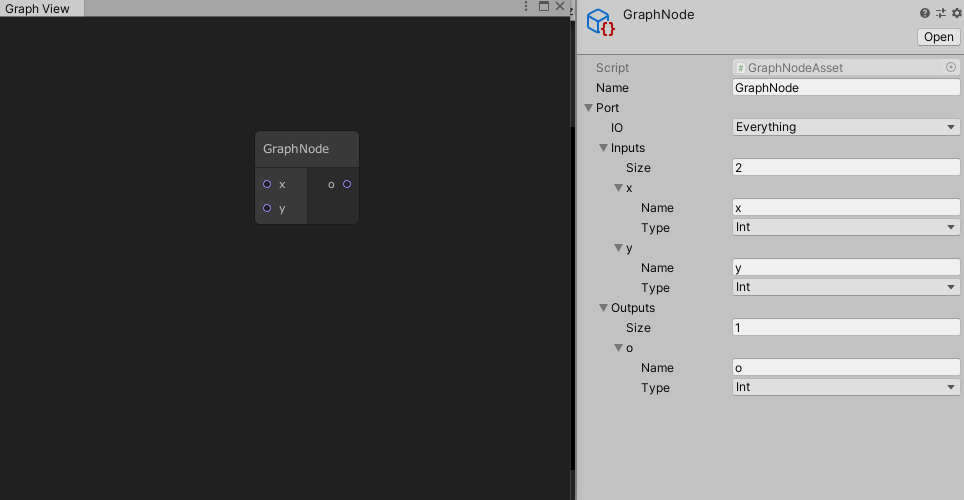 Graph View
GraphNode
x o
y
GraphNode
Open
Script GraphNodeAsset
Name GraphNode
Port
IO Everything
Inputs
Size 2
x
Name x
Type Int
y
Name y
Type Int
Outputs
Size 1
o
Name o
Type Int